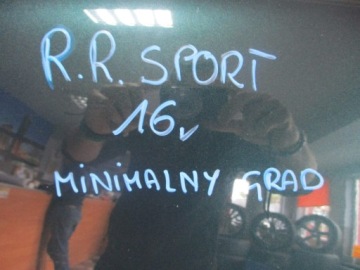 R.R. SPORT
16v
MINIMALNY GRAD